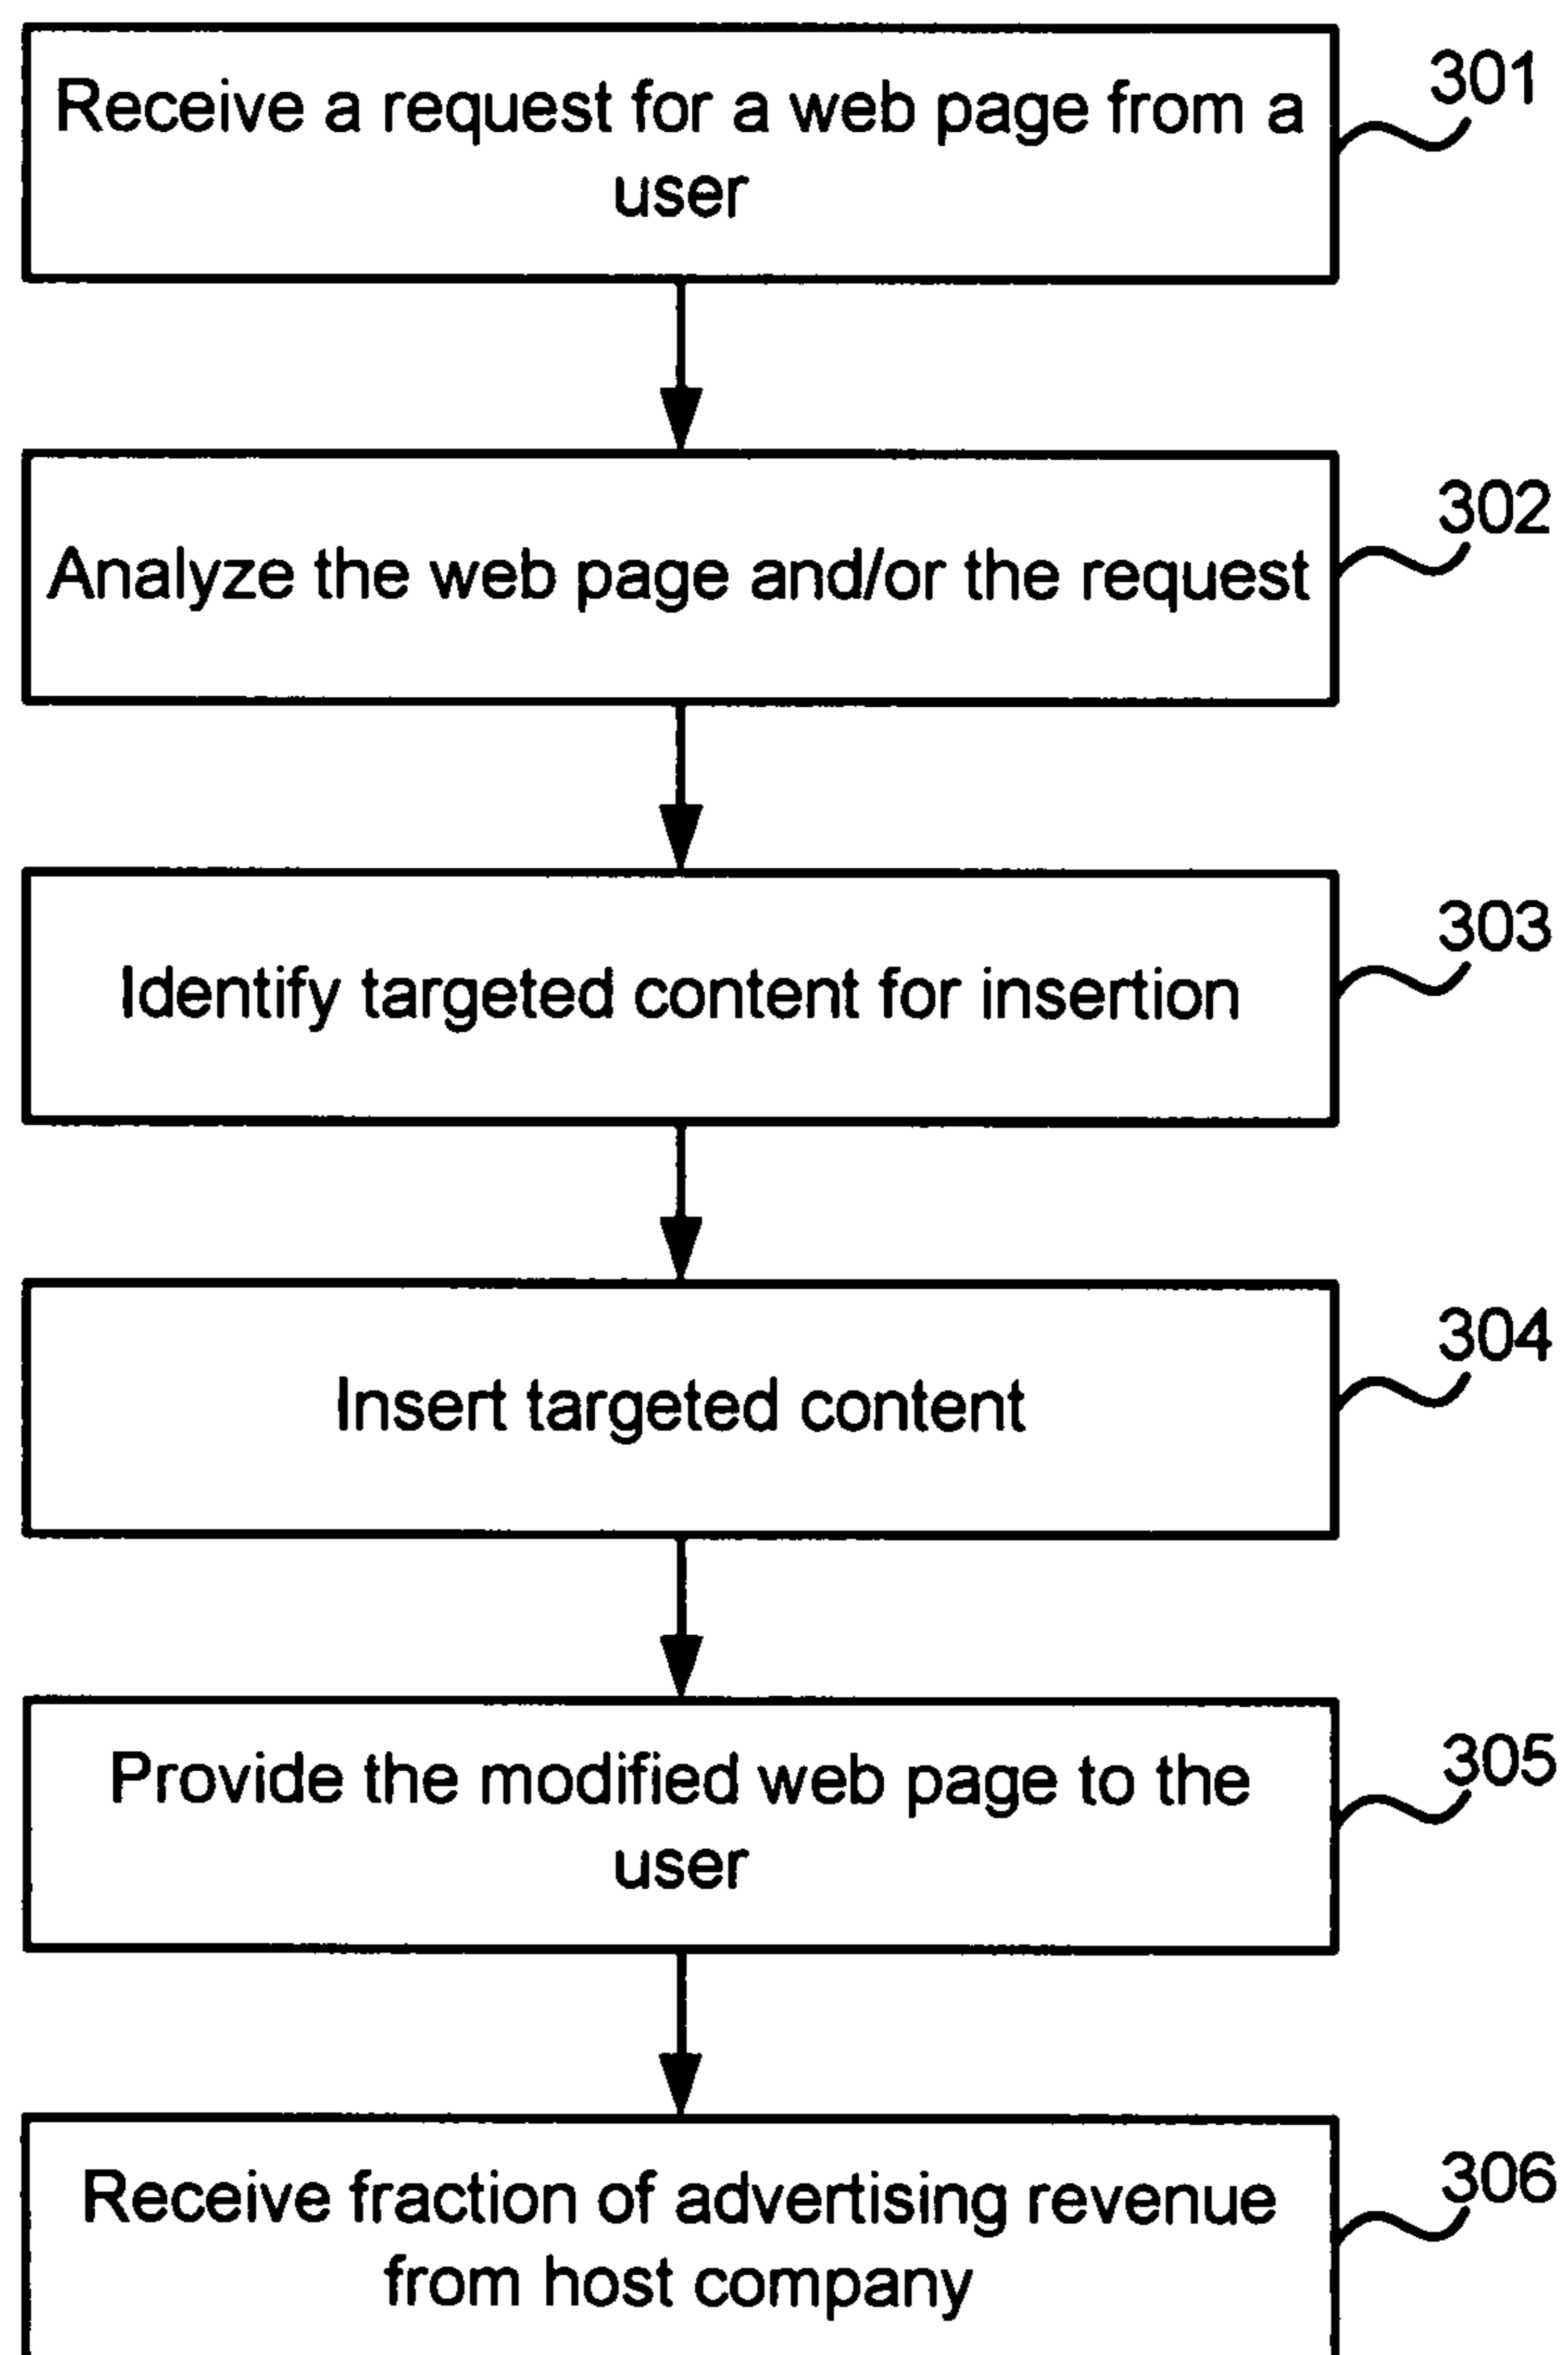 Receive a request for a web page from a
user
301
Analyze the web page and/or the request
302
Identify targeted content for insertion
303
Insert targeted content
304
Provide the modified web page to the
user
305
Receive fraction of advertising revenue
from host company
306